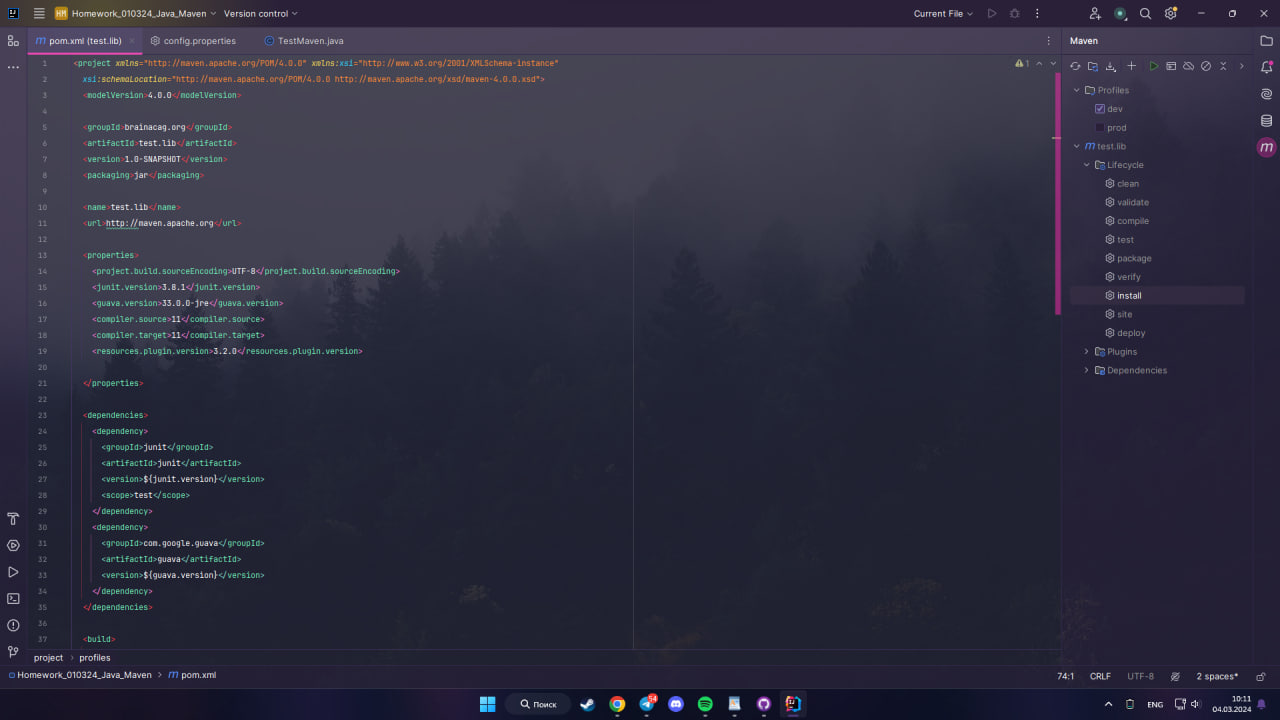 HM Homework_010324_Java_Maven Version control Current File
m pom.xml (test.lib) config.properties TestMaven.java Maven
1 <project xmlns="http://maven.apache.org/POM/4.0.0" xmlns:xsi="http://www.w3.org/2001/XMLSchema-instance"
2 xsi:schemaLocation="http://maven.apache.org/POM/4.0.0 http://maven.apache.org/xsd/maven-4.0.0.xsd">
3 <modelVersion>4.0.0</modelVersion>
4
5 <groupId>brainacag.org</groupId>
6 <artifactId>test.lib</artifactId>
7 <version>1.0-SNAPSHOT</version>
8 <packaging>jar</packaging>
9
10 <name>test.lib</name>
11 <url>http://maven.apache.org</url>
12
13 <properties>
14 <project.build.sourceEncoding>UTF-8</project.build.sourceEncoding>
15 <junit.version>3.8.1</junit.version>
16 <guava.version>33.0.0-jre</guava.version>
17 <compiler.source>11</compiler.source>
18 <compiler.target>11</compiler.target>
19 <resources.plugin.version>3.2.0</resources.plugin.version>
20
21 </properties>
22
23 <dependencies>
24 <dependency>
25 <groupId>junit</groupId>
26 <artifactId>junit</artifactId>
27 <version>${junit.version}</version>
28 <scope>test</scope>
29 </dependency>
30 <dependency>
31 <groupId>com.google.guava</groupId>
32 <artifactId>guava</artifactId>
33 <version>${guava.version}</version>
34 </dependency>
35 </dependencies>
36
37 <build>
1
Profiles
dev
prod
m test.lib
Lifecycle
clean
validate
compile
test
package
verify
install
site
deploy
Plugins
Dependencies
m
project > profiles
Homework_010324_Java_Maven > m pom.xml 74:1 CRLF UTF-8 2 spaces*
Поиск 54 ENG 10:11
04.03.2024